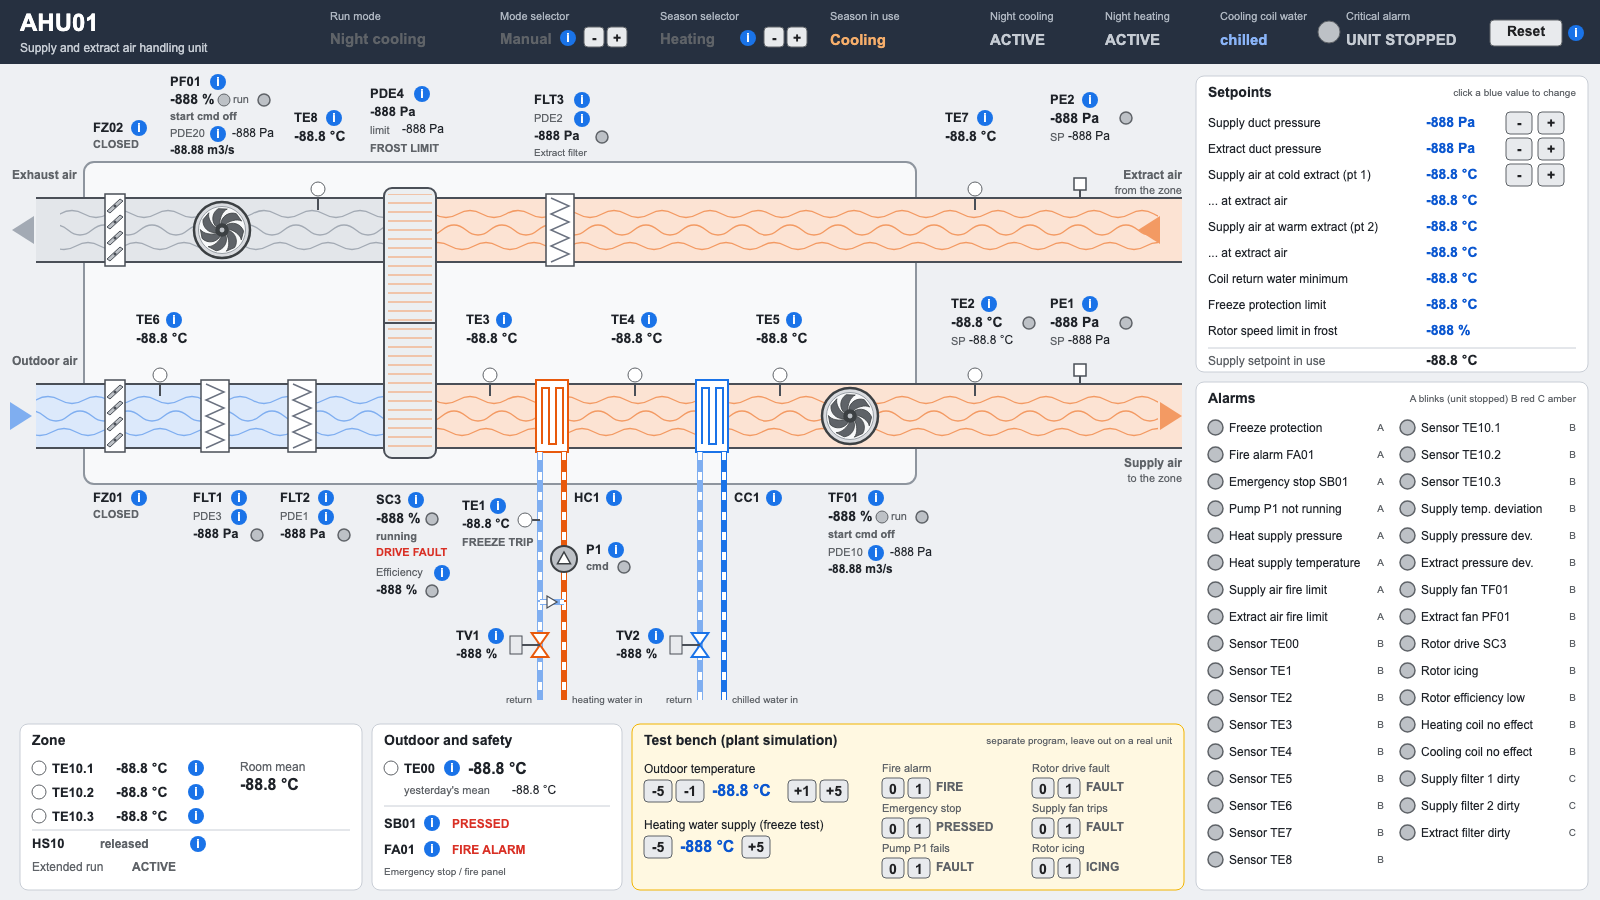 AHU01
Supply and extract air handling unit
Run mode
Night cooling
Mode selector
Manual i - +
Season selector
Heating i - +
Season in use
Cooling
Night cooling
ACTIVE
Night heating
ACTIVE
Cooling coil water
chilled
Critical alarm
UNIT STOPPED
Reset i
PF01 i
-888 % run
start cmd off
PDE20 i -888 Pa
-88.88 m3/s
FZ02 i
CLOSED
TE8 i
-88.8 °C
PDE4 i
-888 Pa
limit -888 Pa
FROST LIMIT
FLT3 i
PDE2 i
-888 Pa
Extract filter
TE7 i
-88.8 °C
PE2 i
-888 Pa
SP -888 Pa
Exhaust air
Extract air
from the zone
TE6 i
-88.8 °C
TE3 i
-88.8 °C
TE4 i
-88.8 °C
TE5 i
-88.8 °C
TE2 i
-88.8 °C
SP -88.8 °C
PE1 i
-888 Pa
SP -888 Pa
Outdoor air
Supply air
to the zone
FZ01 i
CLOSED
FLT1 i
PDE3 i
-888 Pa
FLT2 i
PDE1 i
-888 Pa
SC3 i
-888 %
running
DRIVE FAULT
Efficiency i
-888 %
TE1 i
-88.8 °C
FREEZE TRIP
HC1 i
P1 i
cmd
CC1 i
TF01 i
-888 % run
start cmd off
PDE10 i -888 Pa
-88.88 m3/s
TV1 i
-888 %
TV2 i
-888 %
return
heating water in
return
chilled water in
Setpoints
click a blue value to change
Supply duct pressure -888 Pa - +
Extract duct pressure -888 Pa - +
Supply air at cold extract (pt 1) -88.8 °C - +
... at extract air -88.8 °C
Supply air at warm extract (pt 2) -88.8 °C
... at extract air -88.8 °C
Coil return water minimum -88.8 °C
Freeze protection limit -88.8 °C
Rotor speed limit in frost -888 %
Supply setpoint in use -88.8 °C
Alarms
A blinks (unit stopped) B red C amber
Freeze protection A
Fire alarm FA01 A
Emergency stop SB01 A
Pump P1 not running A
Heat supply pressure A
Heat supply temperature A
Supply air fire limit A
Extract air fire limit A
Sensor TE00 B
Sensor TE1 B
Sensor TE2 B
Sensor TE3 B
Sensor TE4 B
Sensor TE5 B
Sensor TE6 B
Sensor TE7 B
Sensor TE8 B
Sensor TE10.1 B
Sensor TE10.2 B
Sensor TE10.3 B
Supply temp. deviation B
Supply pressure dev. B
Extract pressure dev. B
Supply fan TF01 B
Extract fan PF01 B
Rotor drive SC3 B
Rotor icing B
Rotor efficiency low B
Heating coil no effect B
Cooling coil no effect B
Supply filter 1 dirty C
Supply filter 2 dirty C
Extract filter dirty C
Zone
TE10.1 -88.8 °C i
TE10.2 -88.8 °C i
TE10.3 -88.8 °C i
Room mean
-88.8 °C
HS10 released i
Extended run ACTIVE
Outdoor and safety
TE00 i -88.8 °C
yesterday's mean -88.8 °C
SB01 i PRESSED
FA01 i FIRE ALARM
Emergency stop / fire panel
Test bench (plant simulation)
separate program, leave out on a real unit
Outdoor temperature
-5 -1 -88.8 °C +1 +5
Heating water supply (freeze test)
-5 -888 °C +5
Fire alarm
0 1 FIRE
Emergency stop
0 1 PRESSED
Pump P1 fails
0 1 FAULT
Rotor drive fault
0 1 FAULT
Supply fan trips
0 1 FAULT
Rotor icing
0 1 ICING